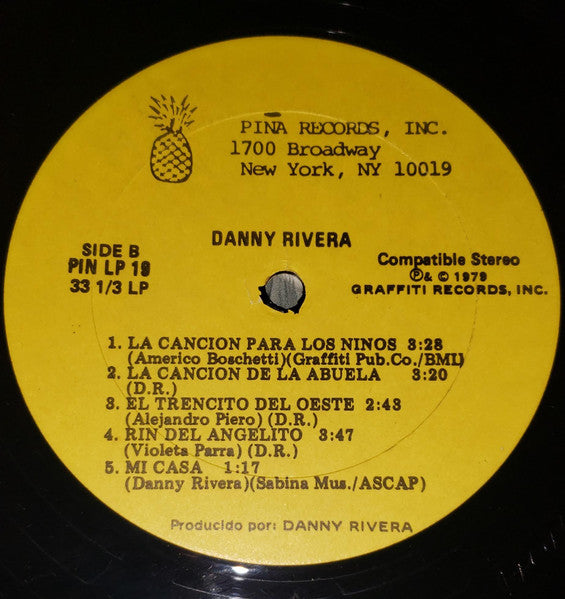 PINA RECORDS, INC.
1700 Broadway
New York, NY 10019
DANNY RIVERA
SIDE B
PIN LP 19
33 1/3 LP
Compatible Stereo
℗& © 1979
GRAFFITI RECORDS, INC.
1. LA CANCION PARA LOS NINOS 3:28
(Americo Boschetti)(Graffiti Pub.Co./BMI)
2. LA CANCION DE LA ABUELA 3:20
(D.R.)
3. EL TRENCITO DEL OESTE 2:43
(Alejandro Piero) (D.R.)
4. RIN DEL ANGELITO 3:47
(Violeta Parra) (D.R.)
5. MI CASA 1:17
(Danny Rivera)(Sabina Mus./ASCAP)
Producido por: DANNY RIVERA